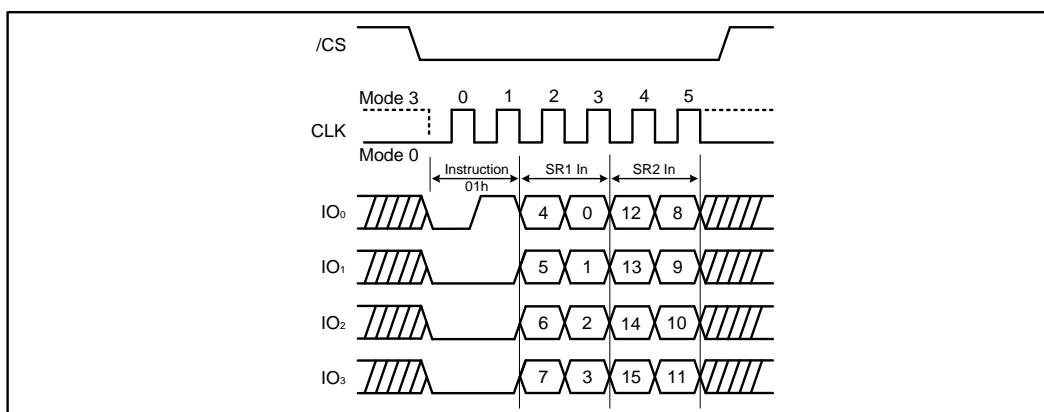 /CS
Mode 3 0 1 2 3 4 5
CLK
Mode 0
Instruction SR1 In SR2 In
01h
IO₀ 4 0 12 8
IO₁ 5 1 13 9
IO₂ 6 2 14 10
IO₃ 7 3 15 11